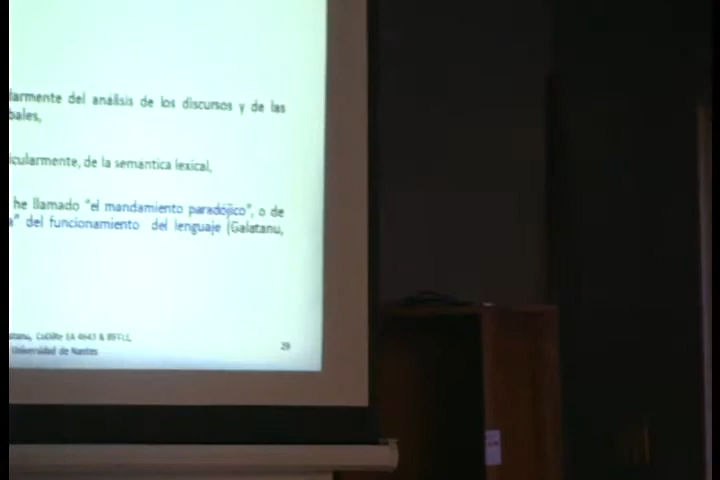 larmente del análisis de los discursos y de las
bales,
icularmente, de la semantica lexical,
he llamado "el mandamiento paradójico", o de
a" del funcionamiento del lenguaje (Galatanu,
Universidad de Nantes
29